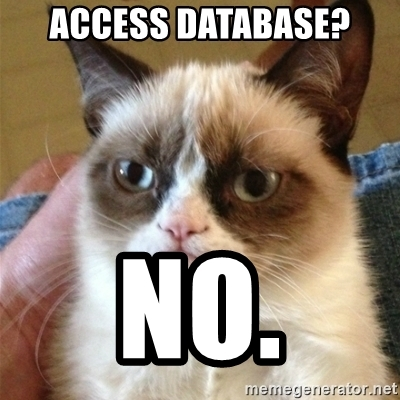 ACCESS DATABASE?
NO.
memegenerator.net